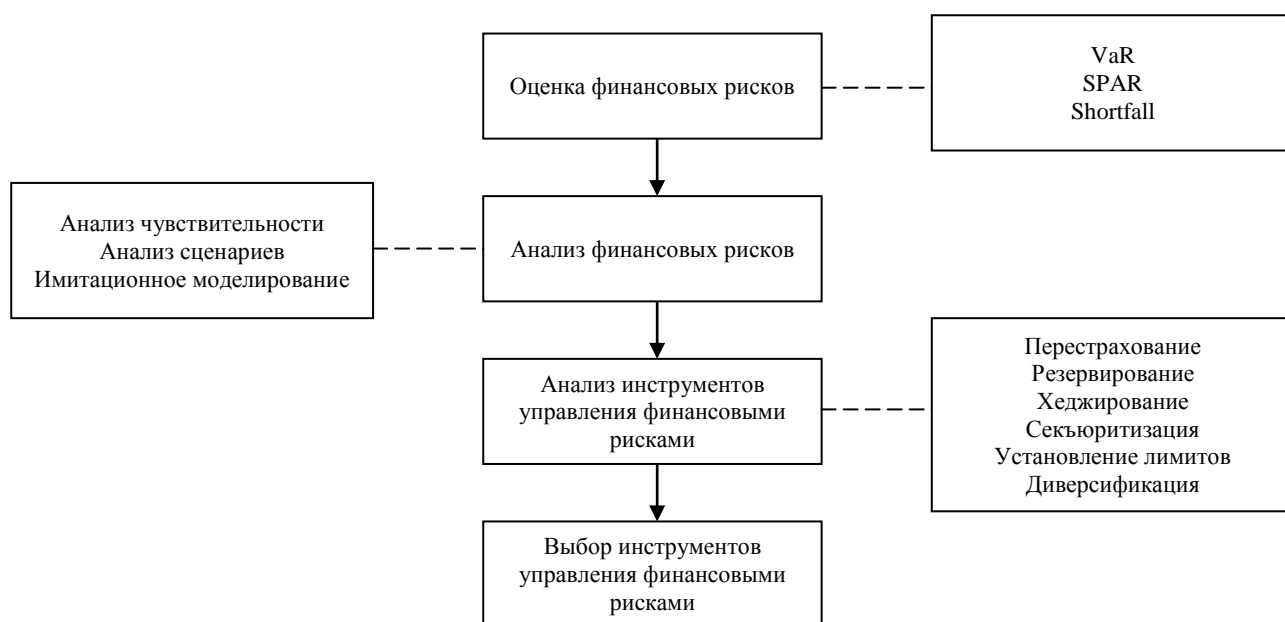 Оценка финансовых рисков
VaR
SPAR
Shortfall
Анализ чувствительности
Анализ сценариев
Имитационное моделирование
Анализ финансовых рисков
Анализ инструментов
управления финансовыми
рисками
Перестрахование
Резервирование
Хеджирование
Секъюритизация
Установление лимитов
Диверсификация
Выбор инструментов
управления финансовыми
рисками